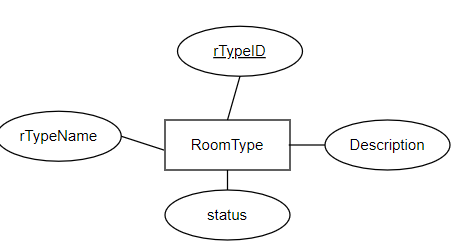 rTypeID
rTypeName
RoomType
Description
status